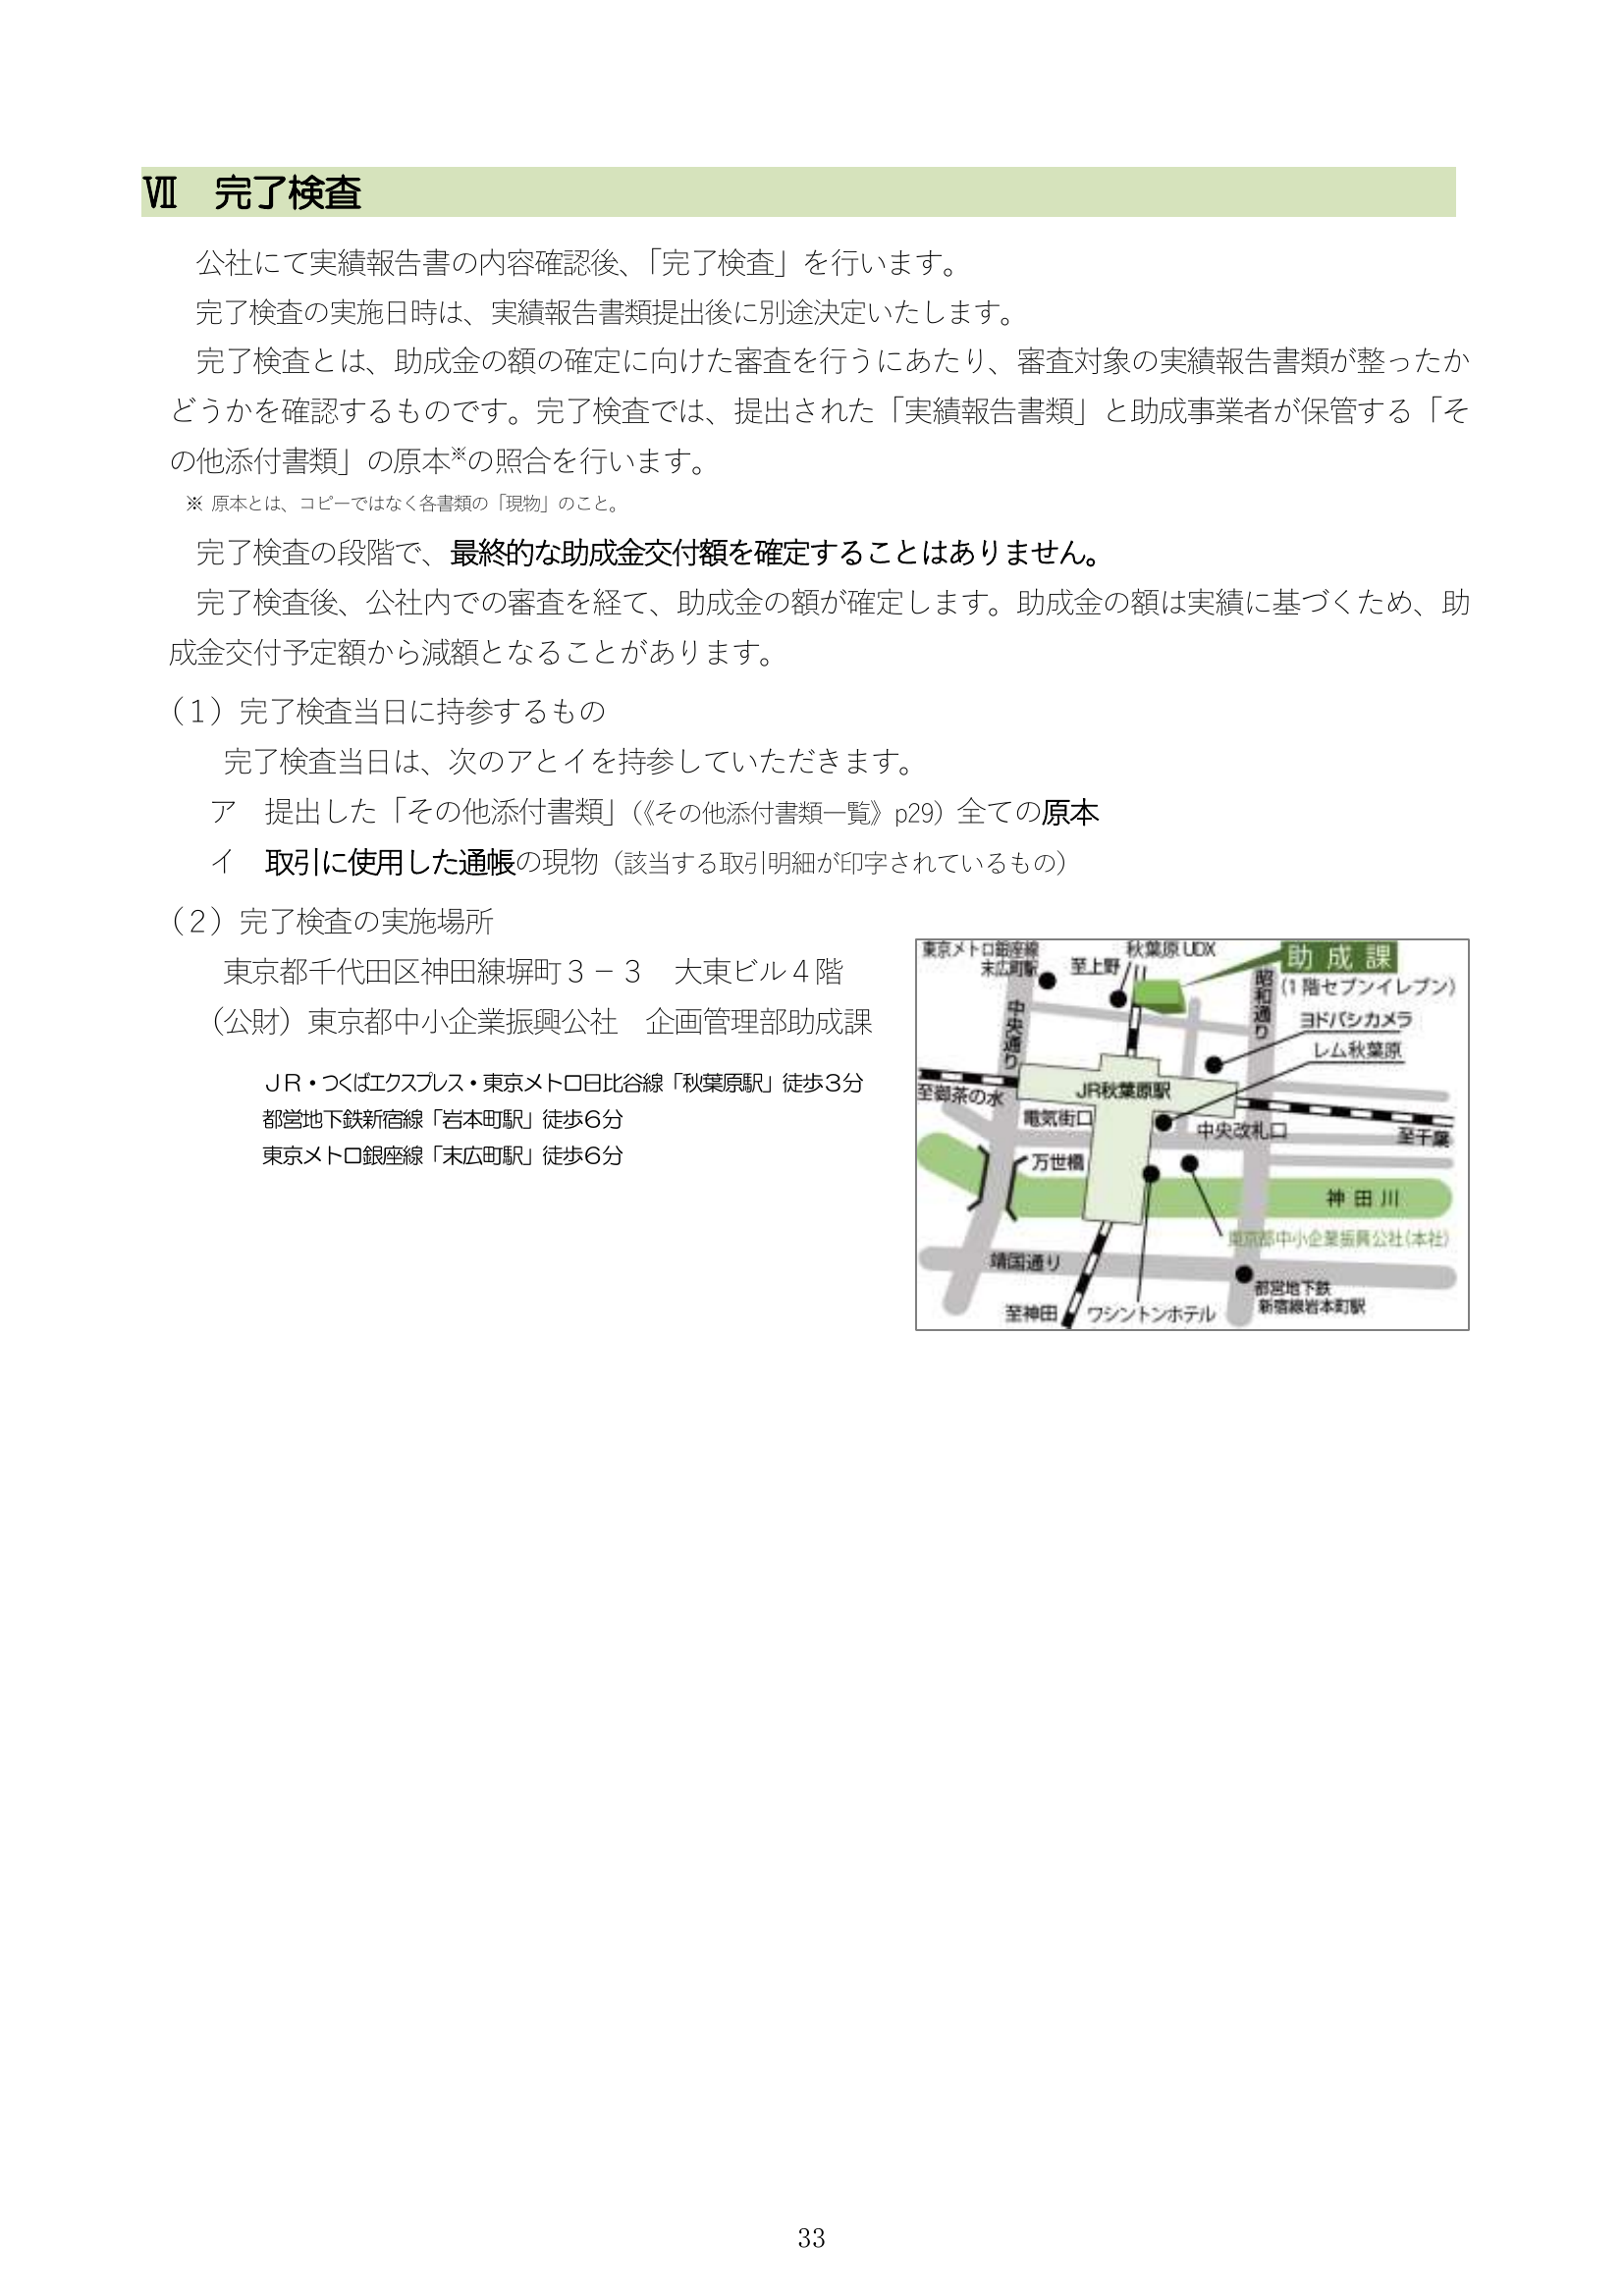 Ⅶ　完了検査
公社にて実績報告書の内容確認後、「完了検査」を行います。
完了検査の実施日時は、実績報告書類提出後に別途決定いたします。
完了検査とは、助成金の額の確定に向けた審査を行うにあたり、審査対象の実績報告書類が整ったか
どうかを確認するものです。完了検査では、提出された「実績報告書類」と助成事業者が保管する「そ
の他添付書類」の原本※の照合を行います。
※ 原本とは、コピーではなく各書類の「現物」のこと。
完了検査の段階で、最終的な助成金交付額を確定することはありません。
完了検査後、公社内での審査を経て、助成金の額が確定します。助成金の額は実績に基づくため、助
成金交付予定額から減額となることがあります。
（１）完了検査当日に持参するもの
完了検査当日は、次のアとイを持参していただきます。
ア　提出した「その他添付書類」（《その他添付書類一覧》p29）全ての原本
イ　取引に使用した通帳の現物（該当する取引明細が印字されているもの）
（２）完了検査の実施場所
東京都千代田区神田練塀町３－３　大東ビル４階
（公財）東京都中小企業振興公社　企画管理部助成課
ＪＲ・つくばエクスプレス・東京メトロ日比谷線「秋葉原駅」徒歩３分
都営地下鉄新宿線「岩本町駅」徒歩６分
東京メトロ銀座線「末広町駅」徒歩６分
東京メトロ銀座線
末広町駅
至上野
秋葉原UDX
助成課
(1階セブンイレブン)
昭和通り
中央通り
ヨドバシカメラ
レム秋葉原
至御茶の水
JR秋葉原駅
電気街口
中央改札口
至千葉
万世橋
神田川
東京都中小企業振興公社(本社)
靖国通り
都営地下鉄
新宿線岩本町駅
至神田
ワシントンホテル
33